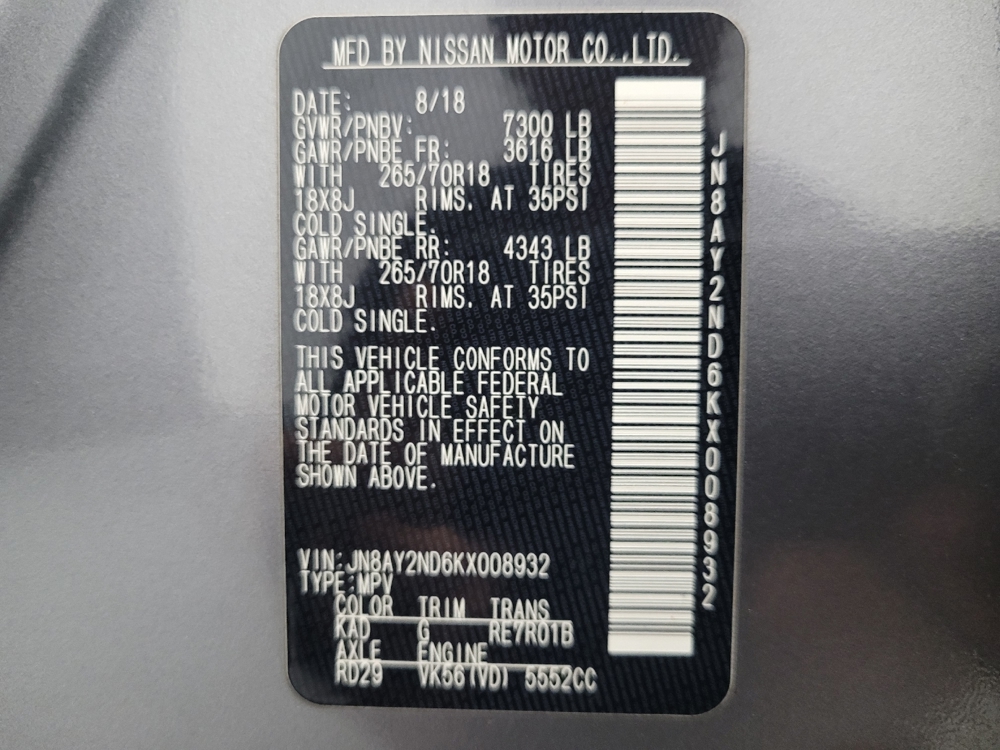 MFD BY NISSAN MOTOR CO.,LTD.
DATE: 8/18
GVWR/PNBV: 7300 LB
GAWR/PNBE FR: 3616 LB
WITH 265/70R18 TIRES
18X8J RIMS. AT 35PSI
COLD SINGLE.
GAWR/PNBE RR: 4343 LB
WITH 265/70R18 TIRES
18X8J RIMS. AT 35PSI
COLD SINGLE.
THIS VEHICLE CONFORMS TO
ALL APPLICABLE FEDERAL
MOTOR VEHICLE SAFETY
STANDARDS IN EFFECT ON
THE DATE OF MANUFACTURE
SHOWN ABOVE.
VIN:JN8AY2ND6KX008932
TYPE:MPV
COLOR TRIM TRANS
KAD G RE7R01B
AXLE ENGINE
RD29 VK56(VD) 5552CC
JN8AY2ND6KX008932